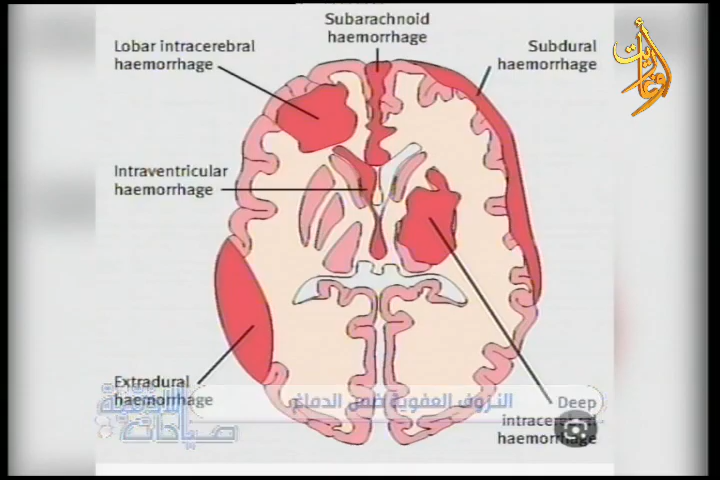 Subarachnoid
haemorrhage
Lobar intracerebral
haemorrhage
Subdural
haemorrhage
Intraventricular
haemorrhage
Extradural
haemorrhage
النزوف العفوية ضمن الدماغ
Deep
intracerebral
haemorrhage